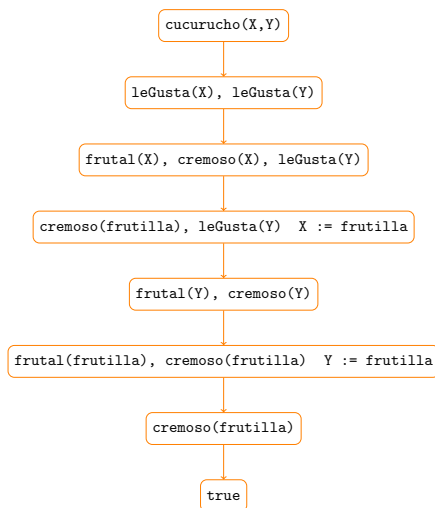 cucurucho(X,Y)
leGusta(X), leGusta(Y)
frutal(X), cremoso(X), leGusta(Y)
cremoso(frutilla), leGusta(Y)  X := frutilla
frutal(Y), cremoso(Y)
frutal(frutilla), cremoso(frutilla)  Y := frutilla
cremoso(frutilla)
true